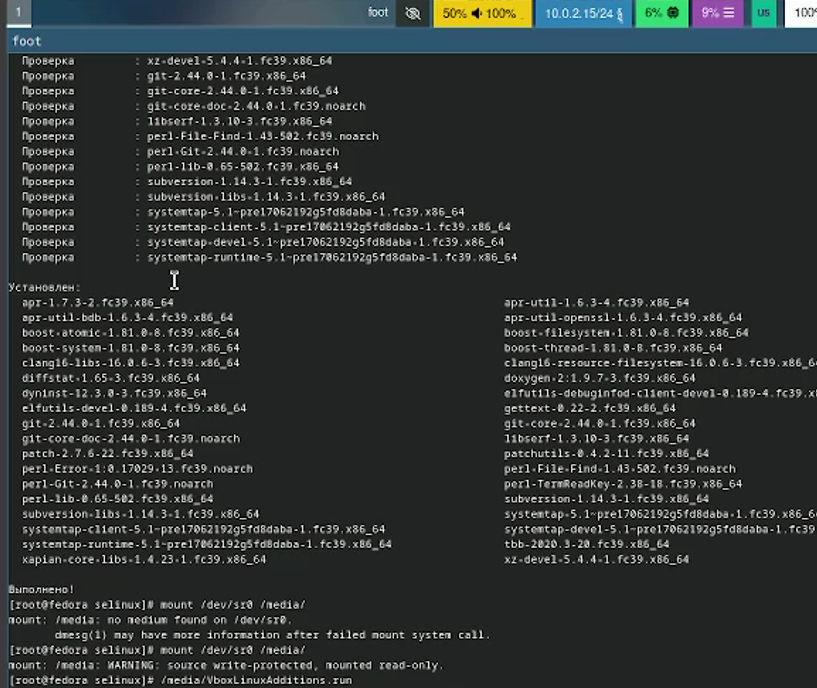 1 foot 50% 100% 10.0.2.15/24 6% 9% us 100%
foot
Проверка : xz-devel-5.4.4-1.fc39.x86_64
Проверка : git-2.44.0-1.fc39.x86_64
Проверка : git-core-2.44.0-1.fc39.x86_64
Проверка : git-core-doc-2.44.0-1.fc39.noarch
Проверка : libserf-1.3.10-3.fc39.x86_64
Проверка : perl-File-Find-1.43-502.fc39.noarch
Проверка : perl-Git-2.44.0-1.fc39.noarch
Проверка : perl-lib-0.65-502.fc39.x86_64
Проверка : subversion-1.14.3-1.fc39.x86_64
Проверка : subversion-libs-1.14.3-1.fc39.x86_64
Проверка : systemtap-5.1~pre17062192g5fd8daba-1.fc39.x86_64
Проверка : systemtap-client-5.1~pre17062192g5fd8daba-1.fc39.x86_64
Проверка : systemtap-devel-5.1~pre17062192g5fd8daba-1.fc39.x86_64
Проверка : systemtap-runtime-5.1~pre17062192g5fd8daba-1.fc39.x86_64
Установлен:
apr-1.7.3-2.fc39.x86_64 apr-util-1.6.3-4.fc39.x86_64
apr-util-bdb-1.6.3-4.fc39.x86_64 apr-util-openssl-1.6.3-4.fc39.x86_64
boost-atomic-1.81.0-8.fc39.x86_64 boost-filesystem-1.81.0-8.fc39.x86_64
boost-system-1.81.0-8.fc39.x86_64 boost-thread-1.81.0-8.fc39.x86_64
clang16-libs-16.0.6-3.fc39.x86_64 clang16-resource-filesystem-16.0.6-3.fc39.x86_6
diffstat-1.65-3.fc39.x86_64 doxygen-2:1.9.7-3.fc39.x86_64
dyninst-12.3.0-3.fc39.x86_64 elfutils-debuginfod-client-devel-0.189-4.fc39.x8
elfutils-devel-0.189-4.fc39.x86_64 gettext-0.22-2.fc39.x86_64
git-2.44.0-1.fc39.x86_64 git-core-2.44.0-1.fc39.x86_64
git-core-doc-2.44.0-1.fc39.noarch libserf-1.3.10-3.fc39.x86_64
patch-2.7.6-22.fc39.x86_64 patchutils-0.4.2-11.fc39.x86_64
perl-Error-1:0.17029-13.fc39.noarch perl-File-Find-1.43-502.fc39.noarch
perl-Git-2.44.0-1.fc39.noarch perl-TermReadKey-2.38-18.fc39.x86_64
perl-lib-0.65-502.fc39.x86_64 subversion-1.14.3-1.fc39.x86_64
subversion-libs-1.14.3-1.fc39.x86_64 systemtap-5.1~pre17062192g5fd8daba-1.fc39.x86_6
systemtap-client-5.1~pre17062192g5fd8daba-1.fc39.x86_64 systemtap-devel-5.1~pre17062192g5fd8daba-1.fc39
systemtap-runtime-5.1~pre17062192g5fd8daba-1.fc39.x86_64 tbb-2020.3-20.fc39.x86_64
xapian-core-libs-1.4.23-1.fc39.x86_64 xz-devel-5.4.4-1.fc39.x86_64
Выполнено!
[root@fedora selinux]# mount /dev/sr0 /media/
mount: /media: no medium found on /dev/sr0.
dmesg(1) may have more information after failed mount system call.
[root@fedora selinux]# mount /dev/sr0 /media/
mount: /media: WARNING: source write-protected, mounted read-only.
[root@fedora selinux]# /media/VboxLinuxAdditions.run